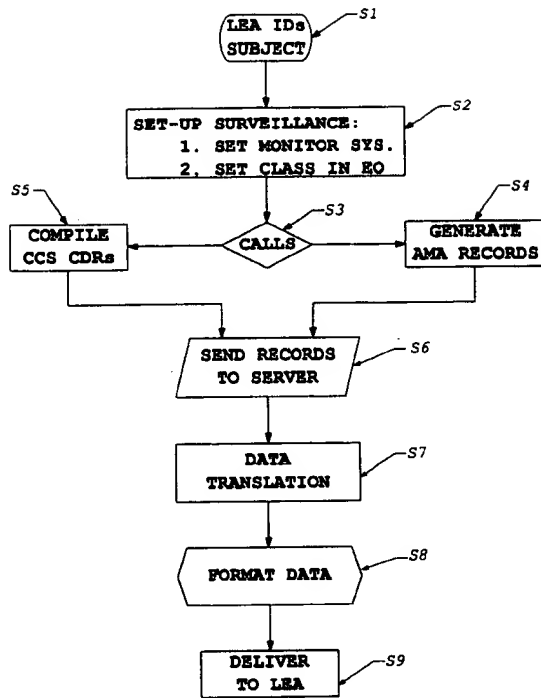 LEA IDs
SUBJECT
S1
SET-UP SURVEILLANCE:
1. SET MONITOR SYS.
2. SET CLASS IN EO
S2
S5
COMPILE
CCS CDRs
S3
CALLS
S4
GENERATE
AMA RECORDS
SEND RECORDS
TO SERVER
S6
DATA
TRANSLATION
S7
FORMAT DATA
S8
DELIVER
TO LEA
S9